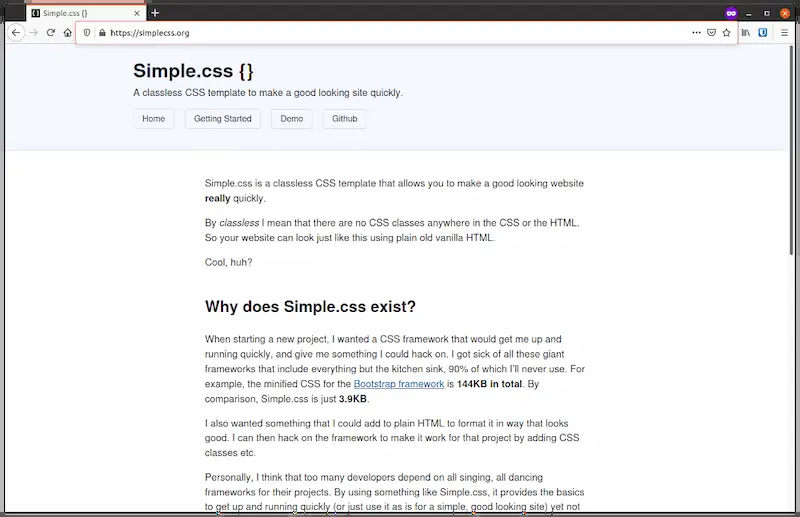 Simple.css {}
https://simplecss.org
Simple.css {}
A classless CSS template to make a good looking site quickly.
Home
Getting Started
Demo
Github
Simple.css is a classless CSS template that allows you to make a good looking website
really quickly.
By classless I mean that there are no CSS classes anywhere in the CSS or the HTML.
So your website can look just like this using plain old vanilla HTML.
Cool, huh?
Why does Simple.css exist?
When starting a new project, I wanted a CSS framework that would get me up and
running quickly, and give me something I could hack on. I got sick of all these giant
frameworks that include everything but the kitchen sink, 90% of which I'll never use. For
example, the minified CSS for the Bootstrap framework is 144KB in total. By
comparison, Simple.css is just 3.9KB.
I also wanted something that I could add to plain HTML to format it in way that looks
good. I can then hack on the framework to make it work for that project by adding CSS
classes etc.
Personally, I think that too many developers depend on all singing, all dancing
frameworks for their projects. By using something like Simple.css, it provides the basics
to get up and running quickly (or just use it as is for a simple, good looking site) yet not